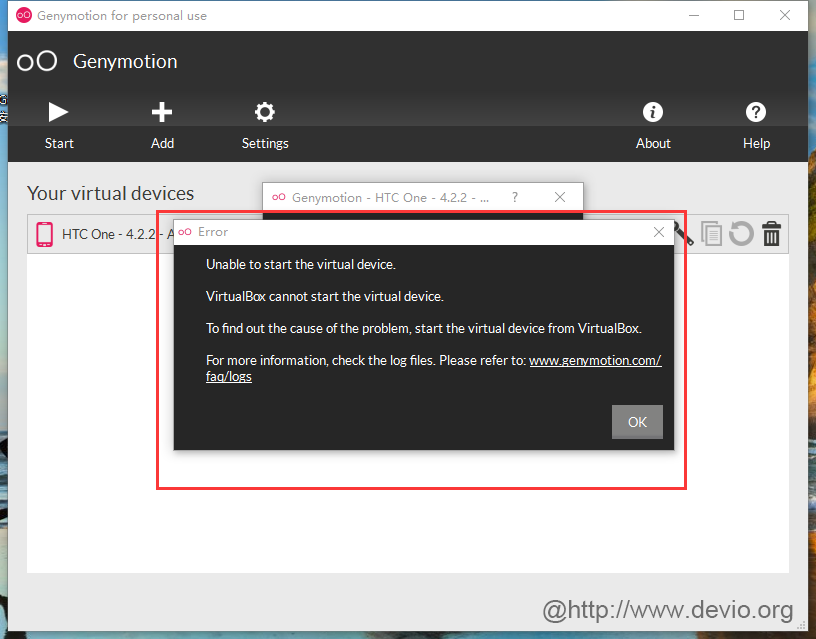 Genymotion for personal use
Genymotion
Start
Add
Settings
About
Help
Your virtual devices
Genymotion - HTC One - 4.2.2 - ...
?
HTC One - 4.2.2 - A
Error
Unable to start the virtual device.
VirtualBox cannot start the virtual device.
To find out the cause of the problem, start the virtual device from VirtualBox.
For more information, check the log files. Please refer to: www.genymotion.com/
faq/logs
OK
@http://www.devio.org